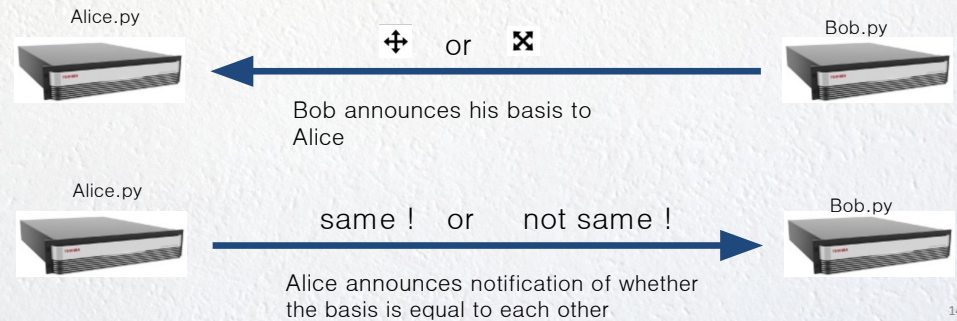 Alice.py
Bob.py
or
Bob announces his basis to
Alice
Alice.py
Bob.py
same ! or not same !
Alice announces notification of whether
the basis is equal to each other